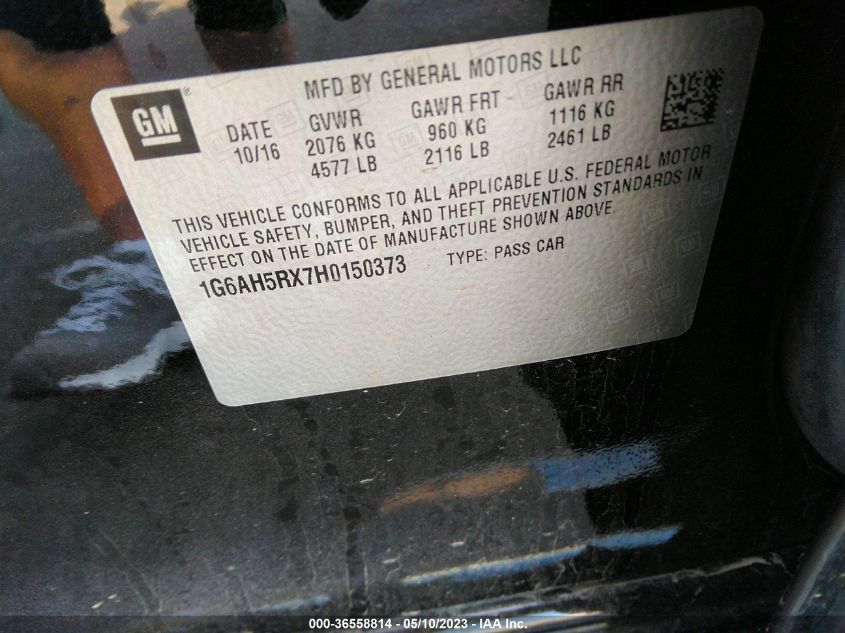 GM ®
MFD BY GENERAL MOTORS LLC
DATE GVWR GAWR FRT GAWR RR
10/16 2076 KG 960 KG 1116 KG
4577 LB 2116 LB 2461 LB
THIS VEHICLE CONFORMS TO ALL APPLICABLE U.S. FEDERAL MOTOR
VEHICLE SAFETY, BUMPER, AND THEFT PREVENTION STANDARDS IN
EFFECT ON THE DATE OF MANUFACTURE SHOWN ABOVE.
1G6AH5RX7H0150373 TYPE: PASS CAR
000-36558814 - 05/10/2023 - IAA Inc.